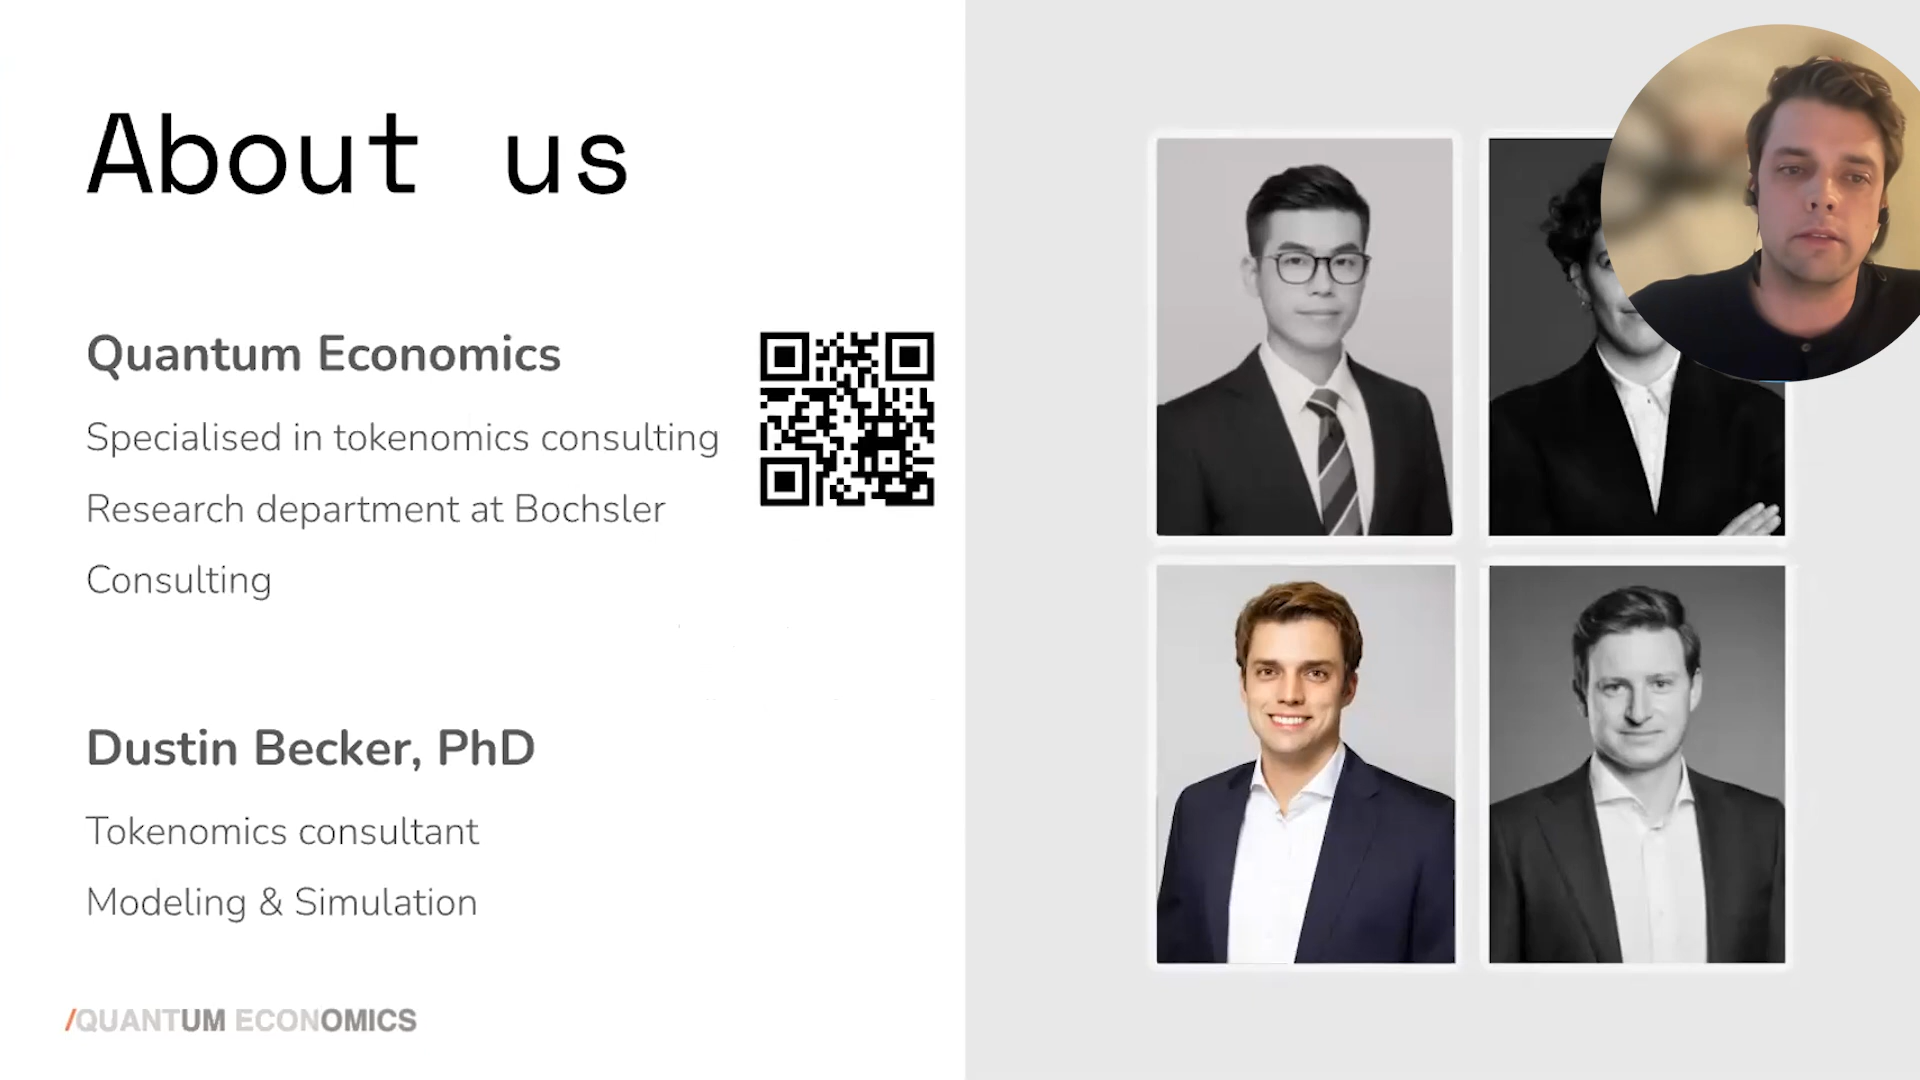 About us
Quantum Economics
Specialised in tokenomics consulting
Research department at Bochsler
Consulting
Dustin Becker, PhD
Tokenomics consultant
Modeling & Simulation
/QUANTUM ECONOMICS